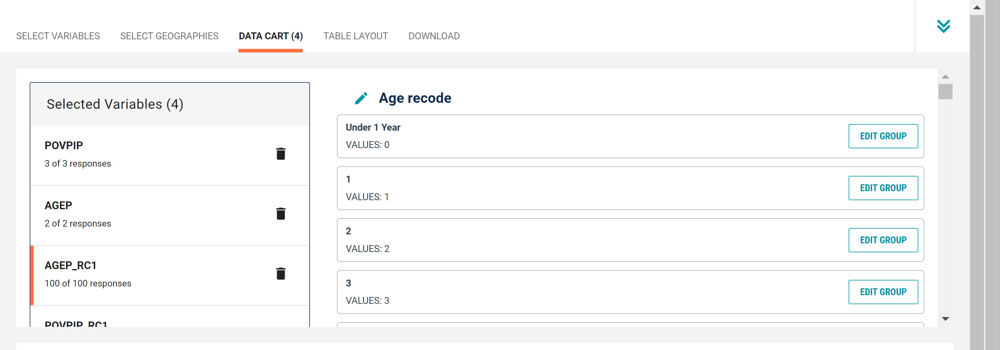 SELECT VARIABLES
SELECT GEOGRAPHIES
DATA CART (4)
TABLE LAYOUT
DOWNLOAD
Selected Variables (4)
POVPIP
3 of 3 responses
AGEP
2 of 2 responses
AGEP_RC1
100 of 100 responses
POVPIP_RC1
Age recode
Under 1 Year
VALUES: 0
EDIT GROUP
1
VALUES: 1
EDIT GROUP
2
VALUES: 2
EDIT GROUP
3
VALUES: 3
EDIT GROUP